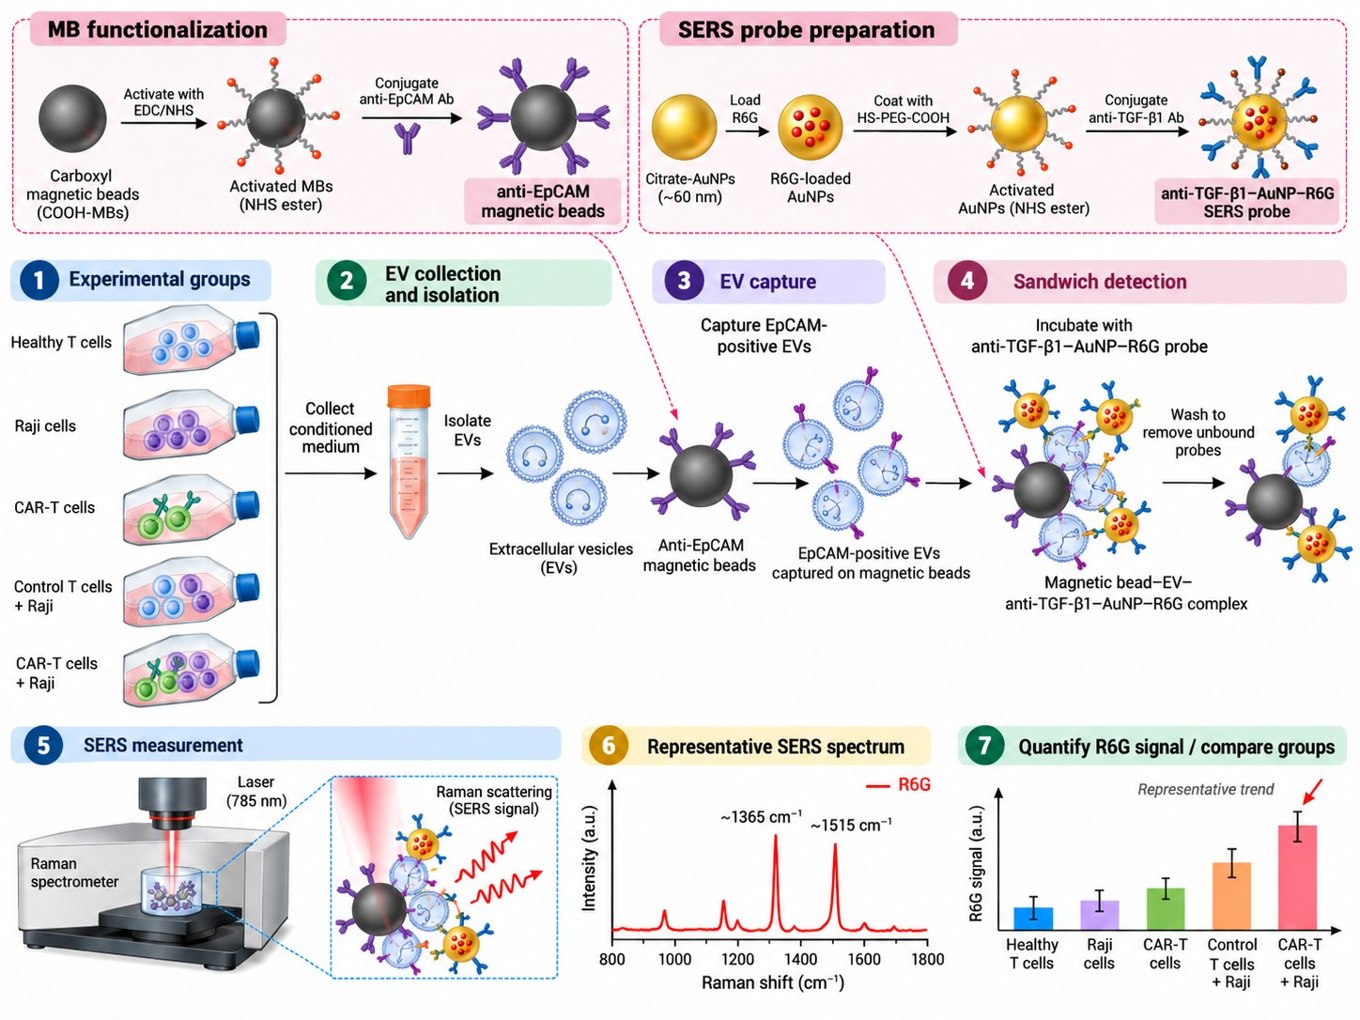 MB functionalization
Carboxyl
magnetic beads
(COOH-MBs)
Activate with
EDC/NHS
Activated MBs
(NHS ester)
Conjugate
anti-EpCAM Ab
anti-EpCAM
magnetic beads
SERS probe preparation
Citrate-AuNPs
(~60 nm)
Load
R6G
R6G-loaded
AuNPs
Coat with
HS-PEG-COOH
Activated
AuNPs (NHS ester)
Conjugate
anti-TGF-β1 Ab
anti-TGF-β1–AuNP–R6G
SERS probe
1
Experimental groups
Healthy T cells
Raji cells
CAR-T cells
Control T cells
+ Raji
CAR-T cells
+ Raji
2
EV collection
and isolation
Collect
conditioned
medium
Isolate
EVs
Extracellular vesicles
(EVs)
3
EV capture
Capture EpCAM-
positive EVs
Anti-EpCAM
magnetic beads
EpCAM-positive EVs
captured on magnetic beads
4
Sandwich detection
Incubate with
anti-TGF-β1–AuNP–R6G probe
Wash to
remove unbound
probes
Magnetic bead–EV–
anti-TGF-β1–AuNP–R6G complex
5
SERS measurement
Laser
(785 nm)
Raman
spectrometer
Raman scattering
(SERS signal)
6
Representative SERS spectrum
R6G
~1365 cm⁻¹
~1515 cm⁻¹
Intensity (a.u.)
800 1000 1200 1400 1600 1800
Raman shift (cm⁻¹)
7
Quantify R6G signal / compare groups
Representative trend
R6G signal (a.u.)
Healthy
T cells
Raji
cells
CAR-T
cells
Control
T cells
+ Raji
CAR-T
cells
+ Raji